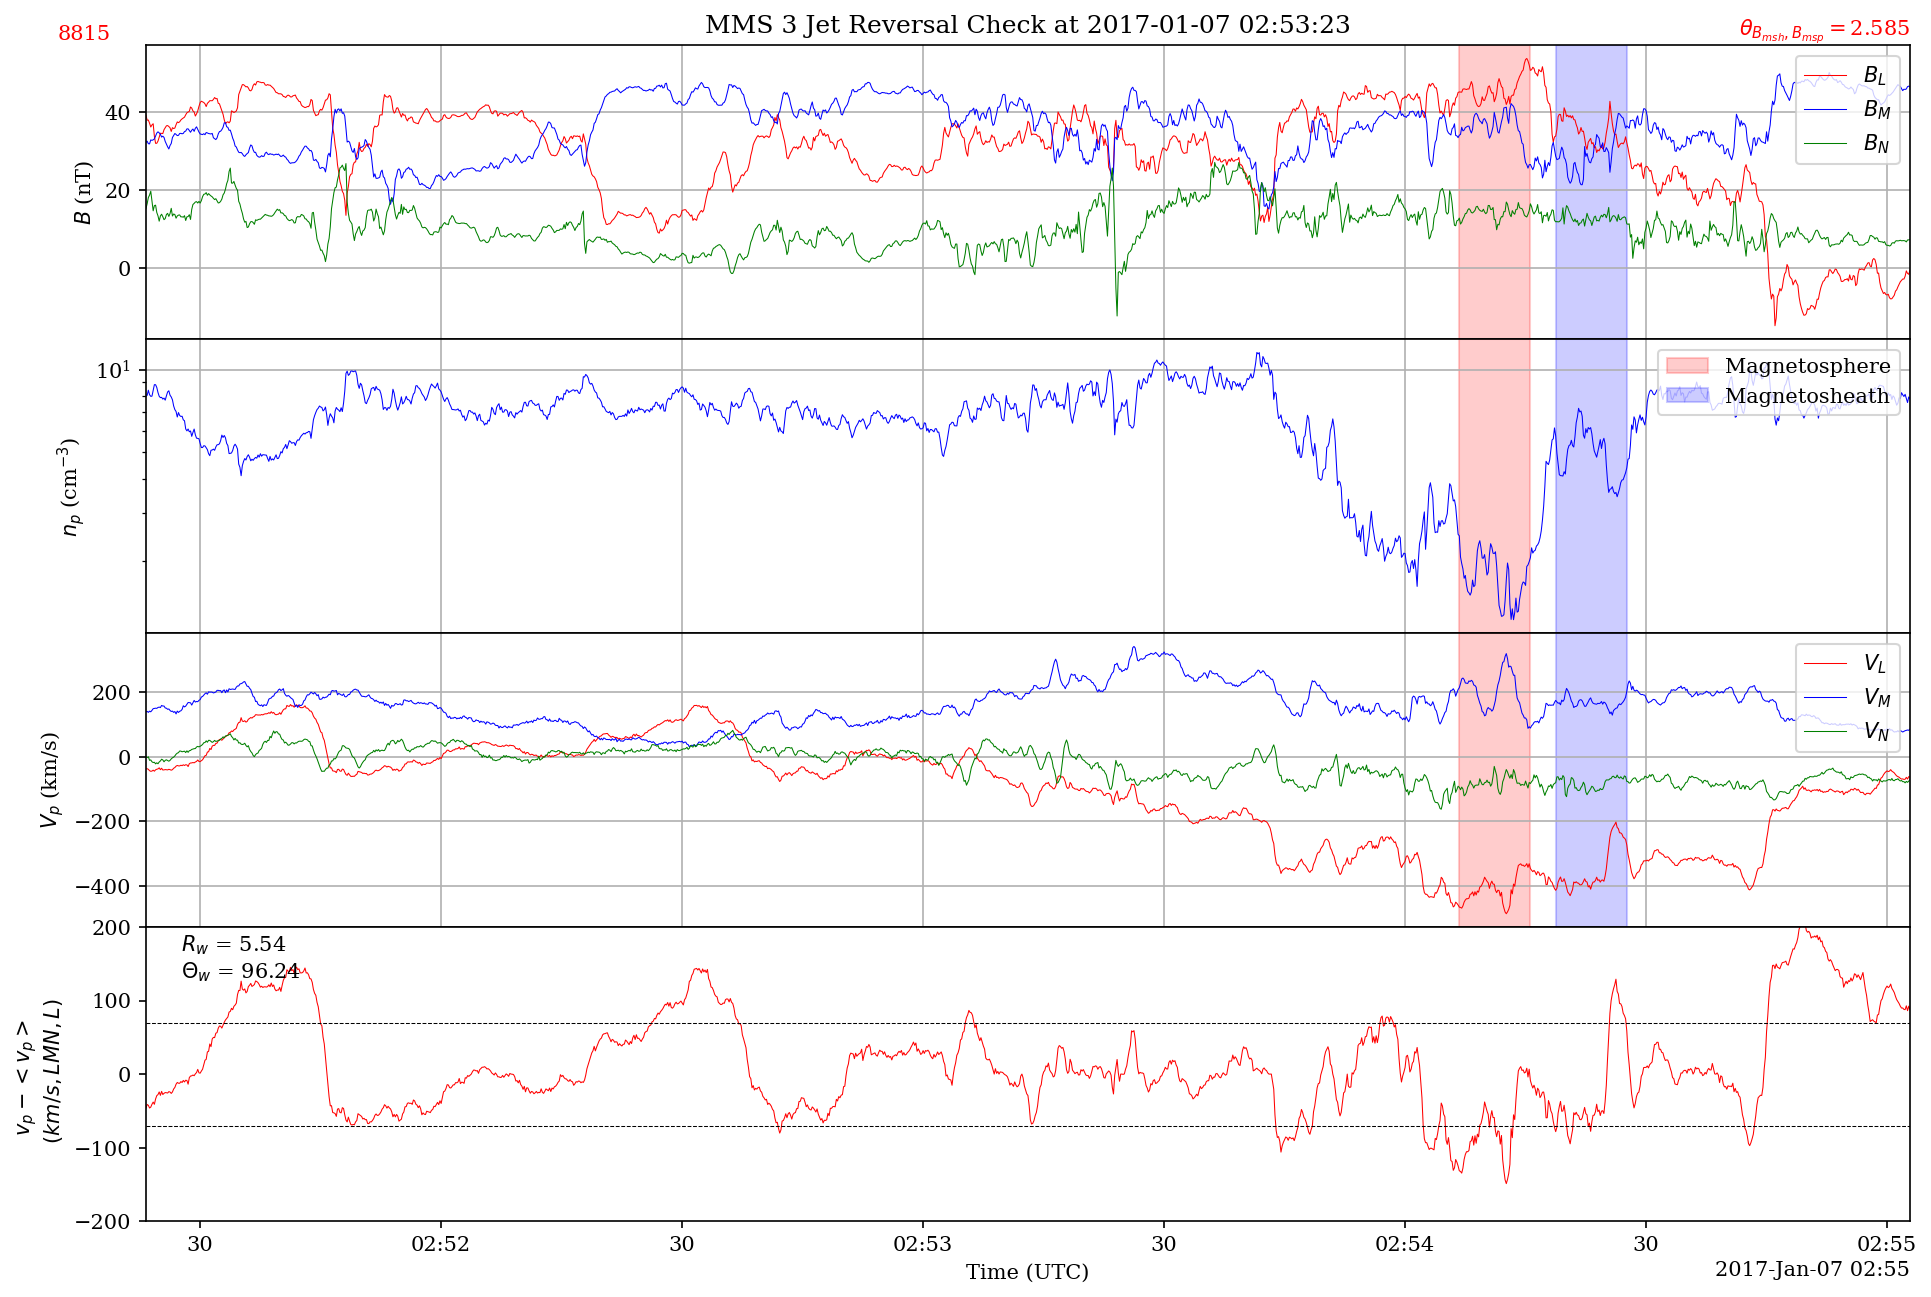 8815
MMS 3 Jet Reversal Check at 2017-01-07 02:53:23
θ_{B_{msh}, B_{msp}} = 2.585
B (nT)
40
20
0
B_L
B_M
B_N
n_p (cm⁻³)
10¹
Magnetosphere
Magnetosheath
V_p (km/s)
200
0
−200
−400
V_L
V_M
V_N
v_p − < v_p >
(km/s, LMN, L)
200
100
0
−100
−200
R_w = 5.54
Θ_w = 96.24
30 02:52 30 02:53 30 02:54 30 02:55
Time (UTC)
2017-Jan-07 02:55